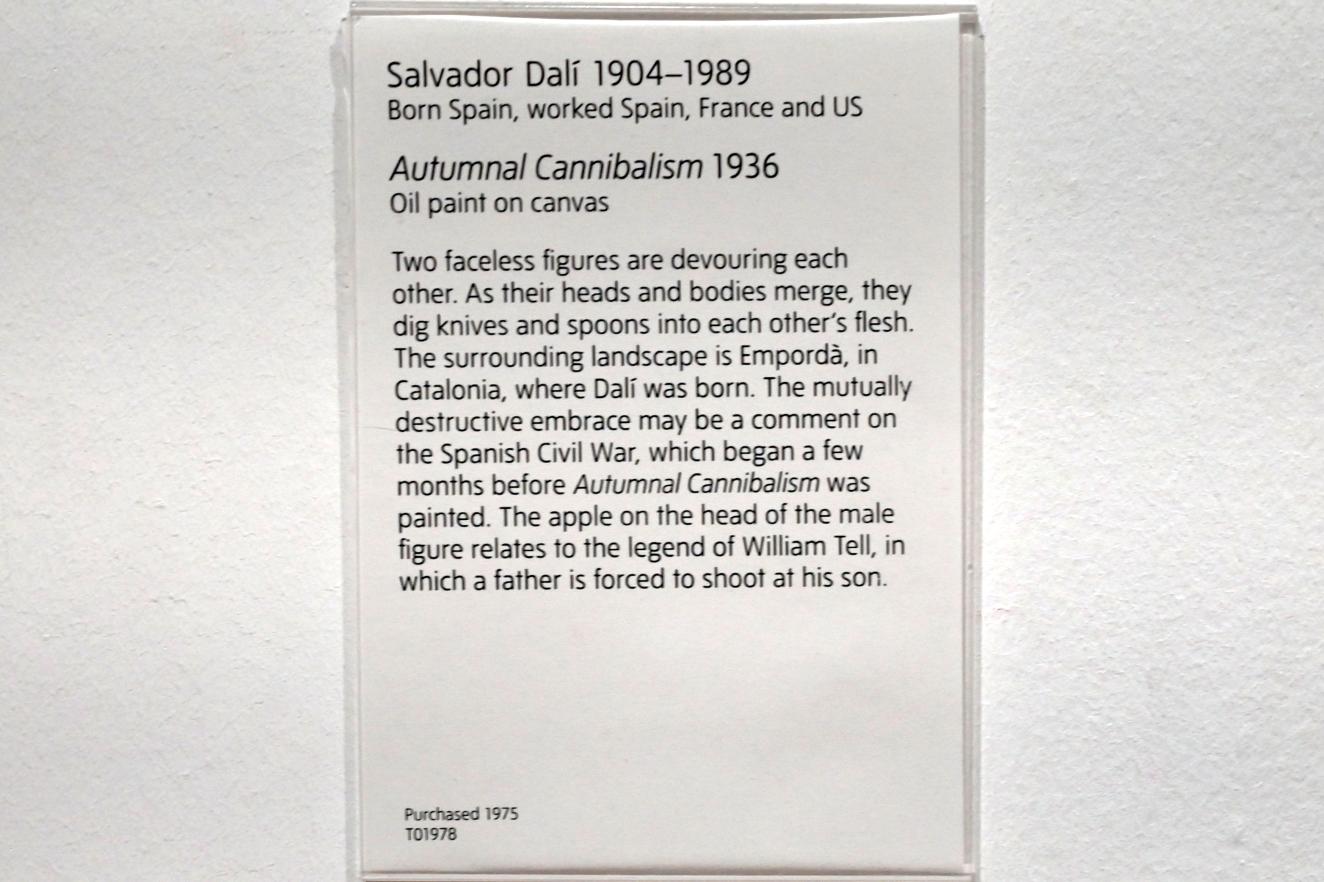 Salvador Dalí 1904–1989
Born Spain, worked Spain, France and US
Autumnal Cannibalism 1936
Oil paint on canvas
Two faceless figures are devouring each
other. As their heads and bodies merge, they
dig knives and spoons into each other's flesh.
The surrounding landscape is Empordà, in
Catalonia, where Dalí was born. The mutually
destructive embrace may be a comment on
the Spanish Civil War, which began a few
months before Autumnal Cannibalism was
painted. The apple on the head of the male
figure relates to the legend of William Tell, in
which a father is forced to shoot at his son.
Purchased 1975
T01978